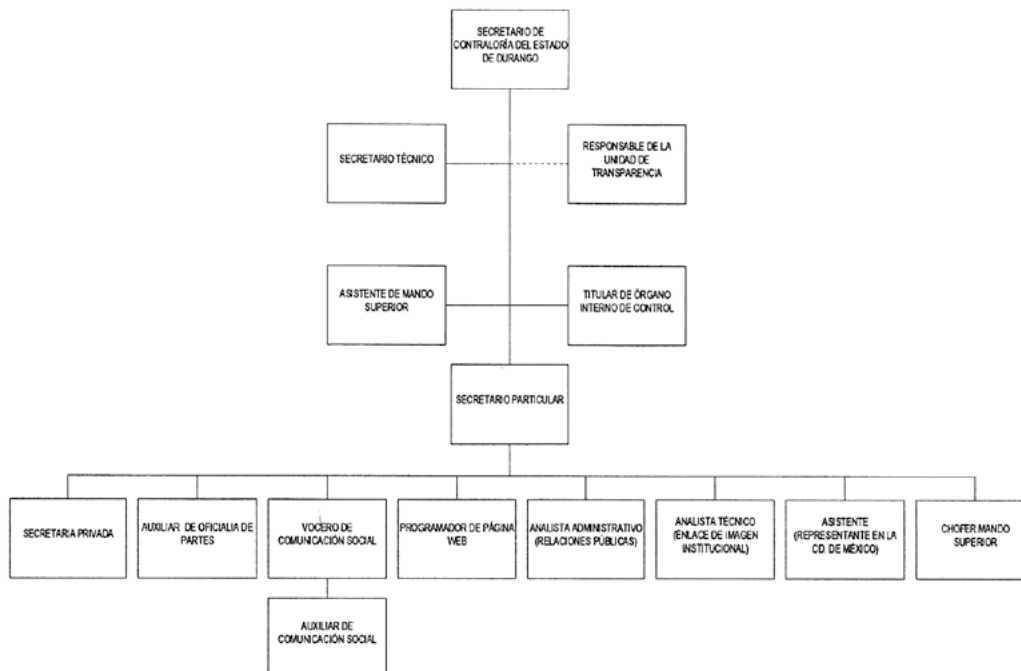 SECRETARIO DE
CONTRALORÍA DEL ESTADO
DE DURANGO
SECRETARIO TÉCNICO
RESPONSABLE DE LA
UNIDAD DE
TRANSPARENCIA
ASISTENTE DE MANDO
SUPERIOR
TITULAR DE ÓRGANO
INTERNO DE CONTROL
SECRETARIO PARTICULAR
SECRETARIA PRIVADA
AUXILIAR DE OFICIALIA DE
PARTES
VOCERO DE
COMUNICACIÓN SOCIAL
PROGRAMADOR DE PÁGINA
WEB
ANALISTA ADMINISTRATIVO
(RELACIONES PÚBLICAS)
ANALISTA TÉCNICO
(ENLACE DE IMAGEN
INSTITUCIONAL)
ASISTENTE
(REPRESENTANTE EN LA
CD. DE MÉXICO)
CHOFER MANDO
SUPERIOR
AUXILIAR DE
COMUNICACIÓN SOCIAL